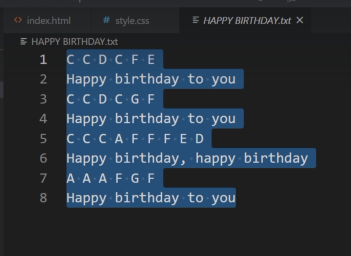 index.html # style.css HAPPY BIRTHDAY.txt
HAPPY BIRTHDAY.txt
1 C C D C F E
2 Happy birthday to you
3 C C D C G F
4 Happy birthday to you
5 C C C A F F F E D
6 Happy birthday, happy birthday
7 A A A F G F
8 Happy birthday to you